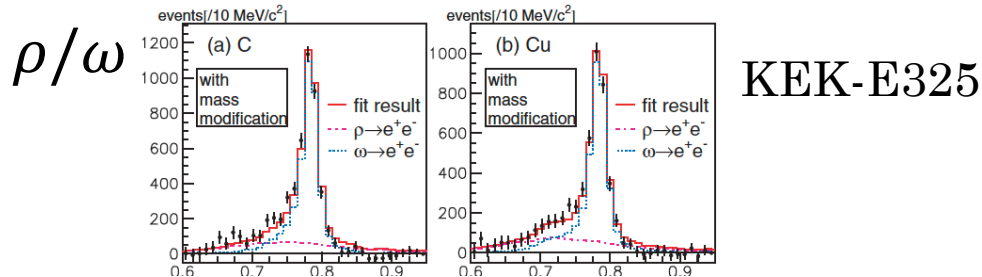 ρ/ω
events[/10 MeV/c²]
(a) C
with
mass
modification
fit result
ρ→e⁺e⁻
ω→e⁺e⁻
1200
1000
800
600
400
200
0
0.6 0.7 0.8 0.9
events[/10 MeV/c²]
(b) Cu
with
mass
modification
fit result
ρ→e⁺e⁻
ω→e⁺e⁻
1000
800
600
400
200
0
0.6 0.7 0.8 0.9
KEK-E325